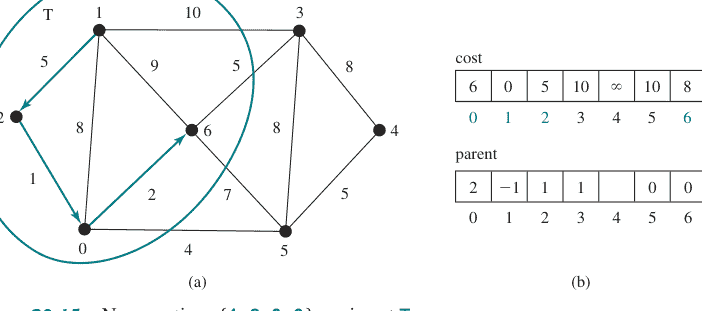 T 1 10 3
5 9 5 8
2 8 6 8 4
1 2 7 5
0 4 5
(a)
cost
6 0 5 10 ∞ 10 8
0 1 2 3 4 5 6
parent
2 −1 1 1 0 0
0 1 2 3 4 5 6
(b)